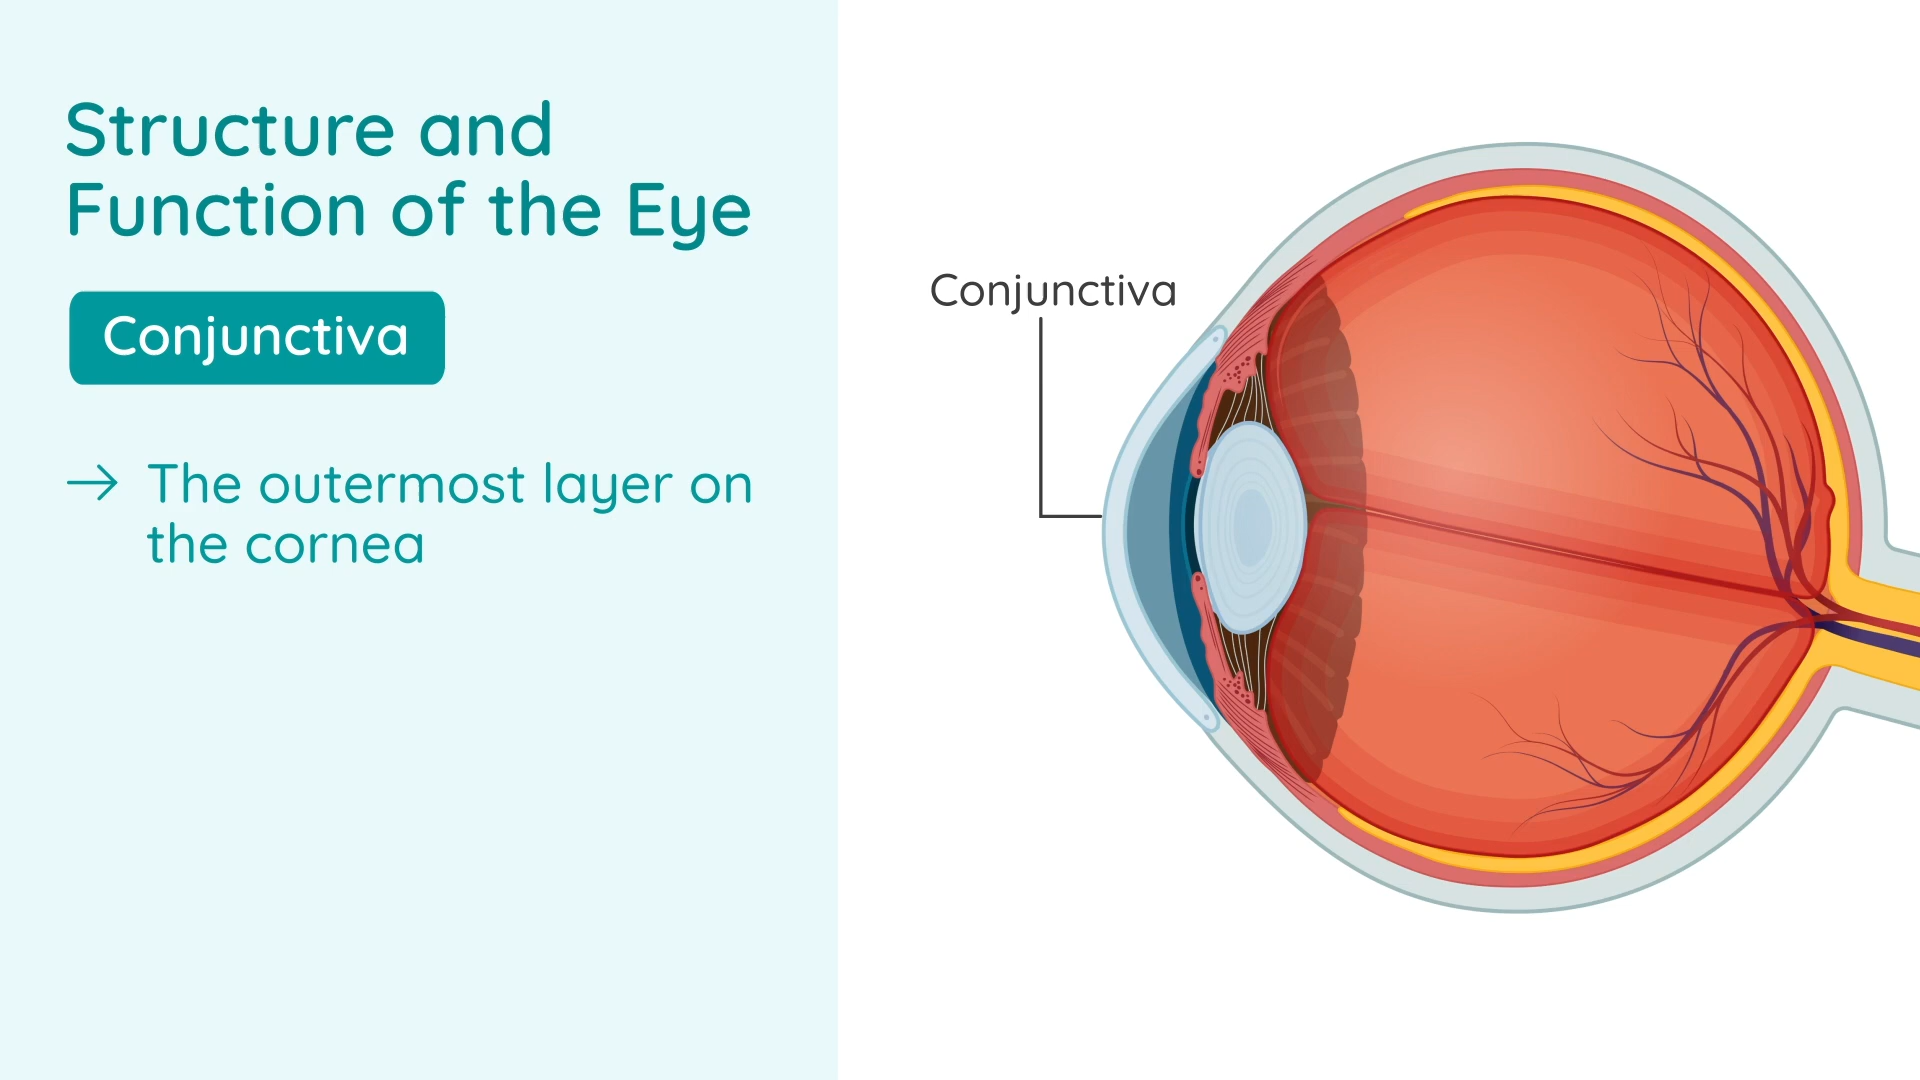 Structure and
Function of the Eye
Conjunctiva
→ The outermost layer on
the cornea
Conjunctiva